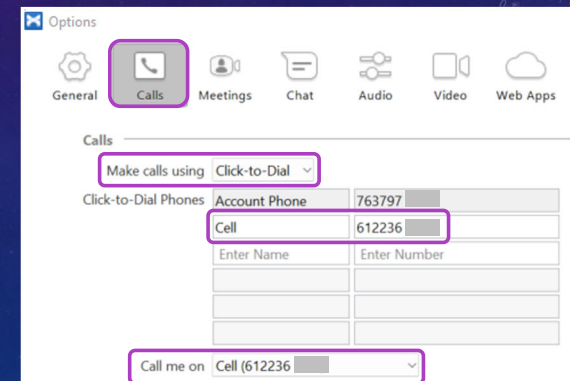 Options
General Calls Meetings Chat Audio Video Web Apps
Calls
Make calls using Click-to-Dial
Click-to-Dial Phones Account Phone 763797
Cell 612236
Enter Name Enter Number
Call me on Cell (612236